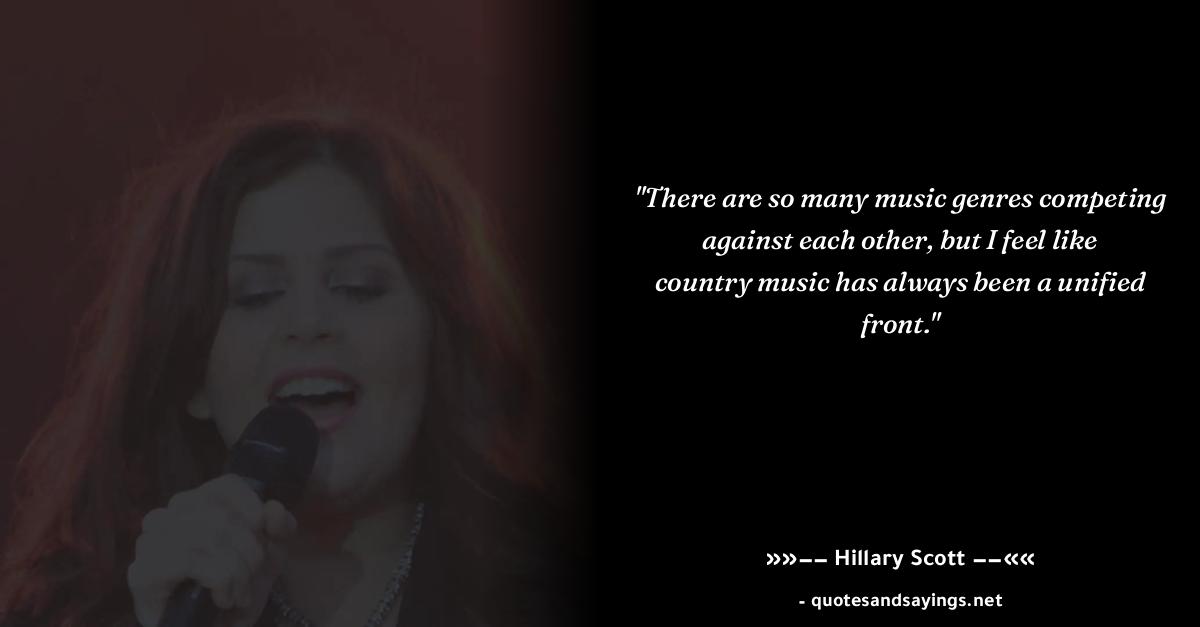 "There are so many music genres competing
against each other, but I feel like
country music has always been a unified
front."
»»−− Hillary Scott −−««
- quotesandsayings.net